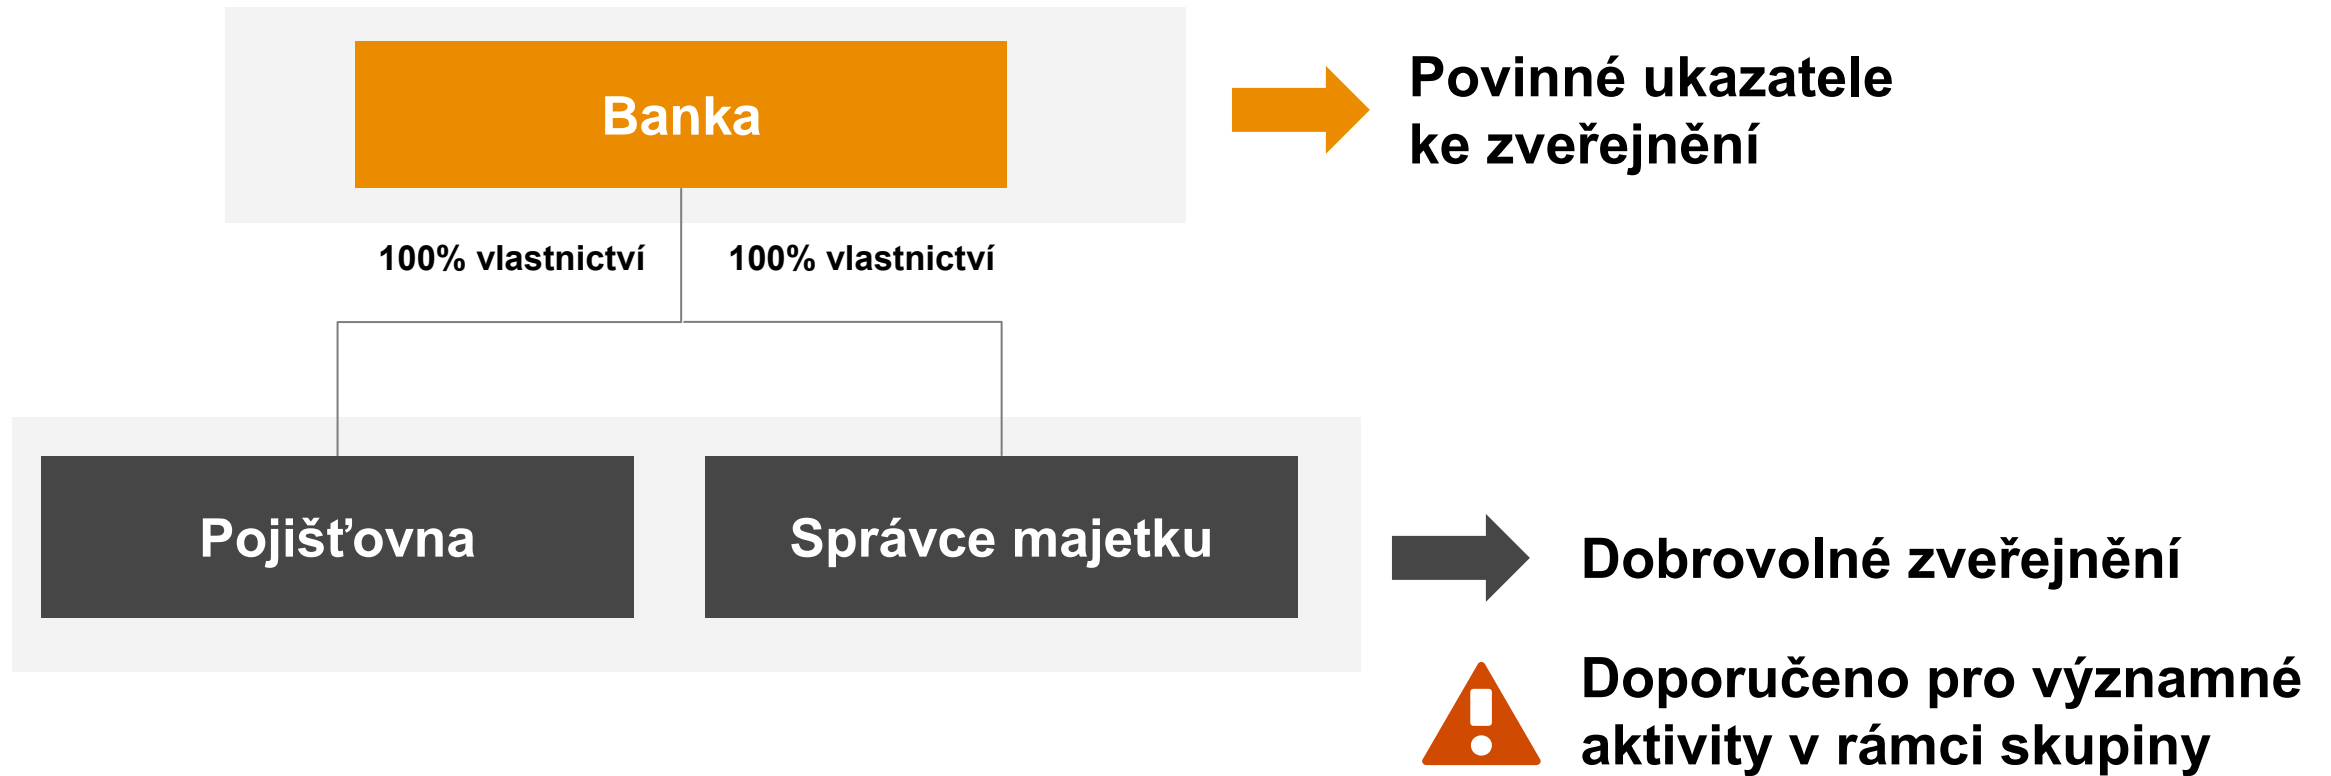 Banka
Povinné ukazatele
ke zveřejnění
100% vlastnictví
100% vlastnictví
Pojišťovna
Správce majetku
Dobrovolné zveřejnění
Doporučeno pro významné
aktivity v rámci skupiny